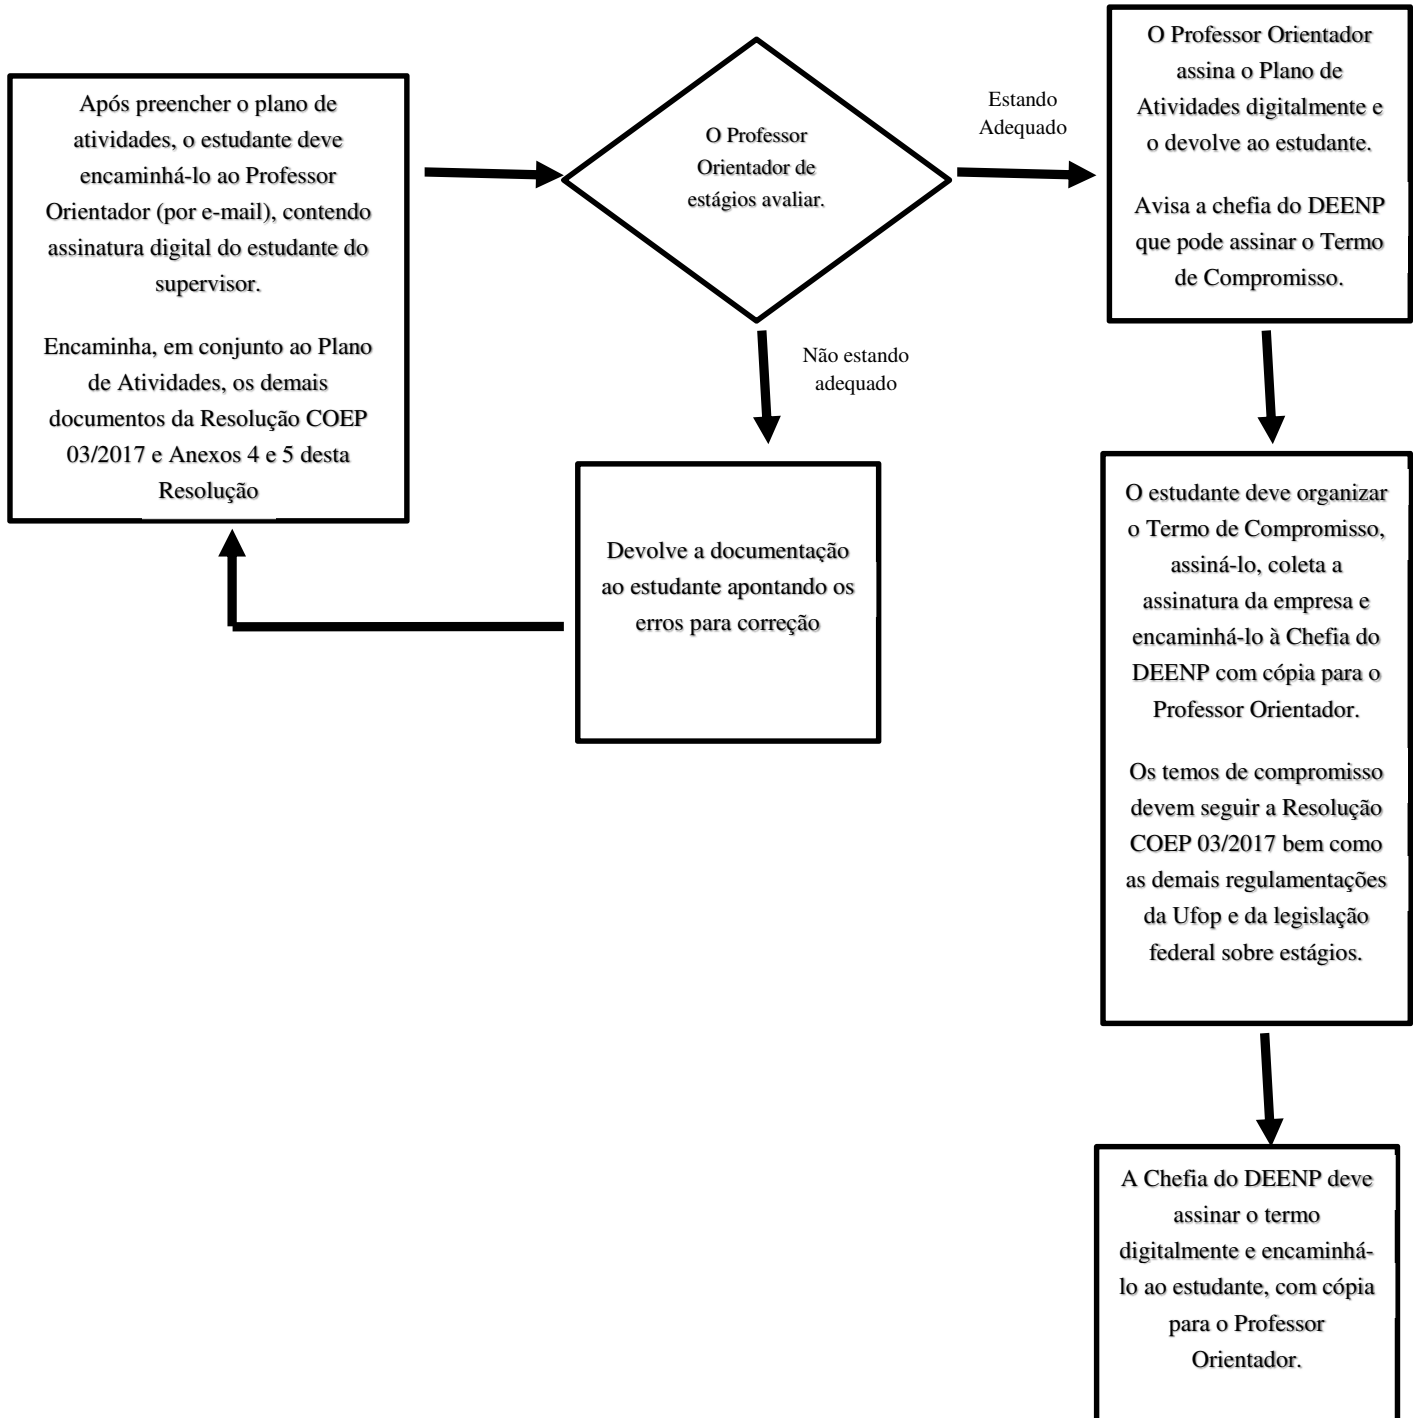 Após preencher o plano de
atividades, o estudante deve
encaminhá-lo ao Professor
Orientador (por e-mail), contendo
assinatura digital do estudante do
supervisor.
Encaminha, em conjunto ao Plano
de Atividades, os demais
documentos da Resolução COEP
03/2017 e Anexos 4 e 5 desta
Resolução
O Professor
Orientador de
estágios avaliar.
Estando
Adequado
O Professor Orientador
assina o Plano de
Atividades digitalmente e
o devolve ao estudante.
Avisa a chefia do DEENP
que pode assinar o Termo
de Compromisso.
Não estando
adequado
Devolve a documentação
ao estudante apontando os
erros para correção
O estudante deve organizar
o Termo de Compromisso,
assiná-lo, coleta a
assinatura da empresa e
encaminhá-lo à Chefia do
DEENP com cópia para o
Professor Orientador.
Os temos de compromisso
devem seguir a Resolução
COEP 03/2017 bem como
as demais regulamentações
da Ufop e da legislação
federal sobre estágios.
A Chefia do DEENP deve
assinar o termo
digitalmente e encaminhá-
lo ao estudante, com cópia
para o Professor
Orientador.